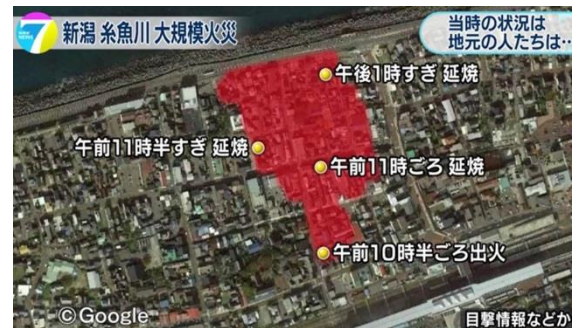 7
新潟 糸魚川 大規模火災
当時の状況は
地元の人たちは…
午後1時すぎ 延焼
午前11時半すぎ 延焼
午前11時ごろ 延焼
午前10時半ごろ出火
©Google
目撃情報などか